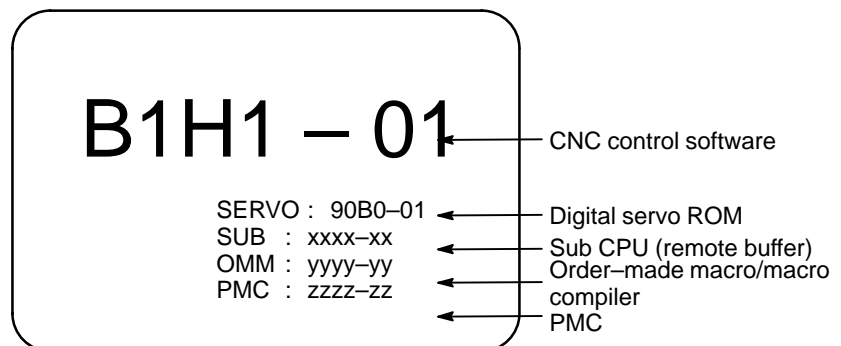 B1H1 – 01
CNC control software
SERVO : 90B0–01
Digital servo ROM
SUB : xxxx–xx
Sub CPU (remote buffer)
OMM : yyyy–yy
Order–made macro/macro
compiler
PMC : zzzz–zz
PMC